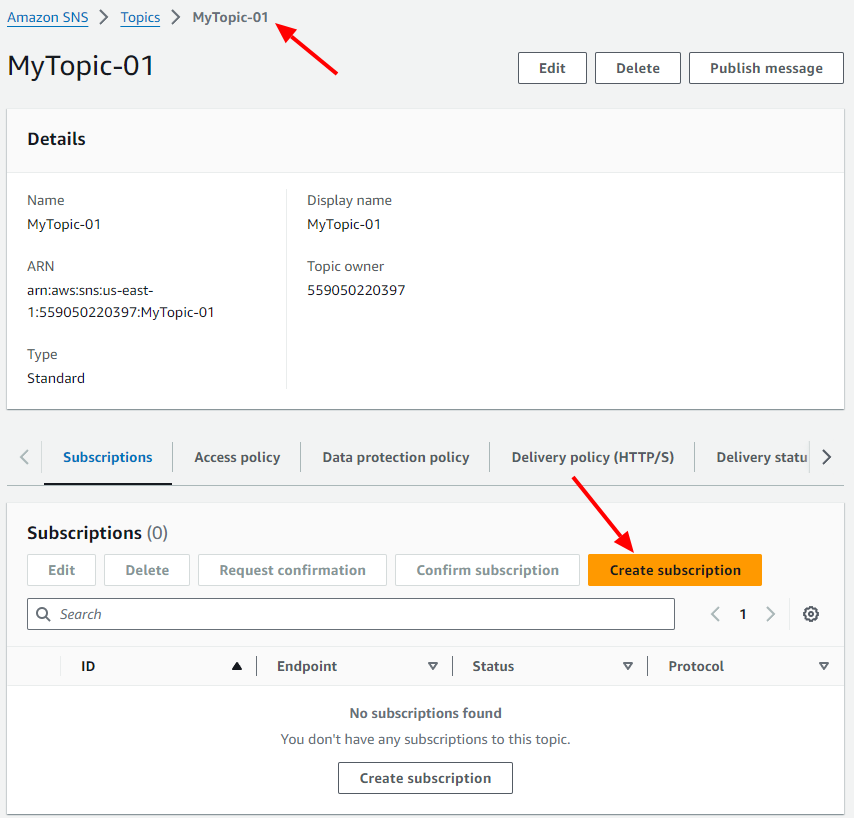 Amazon SNS > Topics > MyTopic-01
MyTopic-01
Edit
Delete
Publish message
Details
Name
MyTopic-01
ARN
arn:aws:sns:us-east-
1:559050220397:MyTopic-01
Type
Standard
Display name
MyTopic-01
Topic owner
559050220397
Subscriptions
Access policy
Data protection policy
Delivery policy (HTTP/S)
Delivery statu
Subscriptions (0)
Edit
Delete
Request confirmation
Confirm subscription
Create subscription
Search
1
ID
Endpoint
Status
Protocol
No subscriptions found
You don't have any subscriptions to this topic.
Create subscription